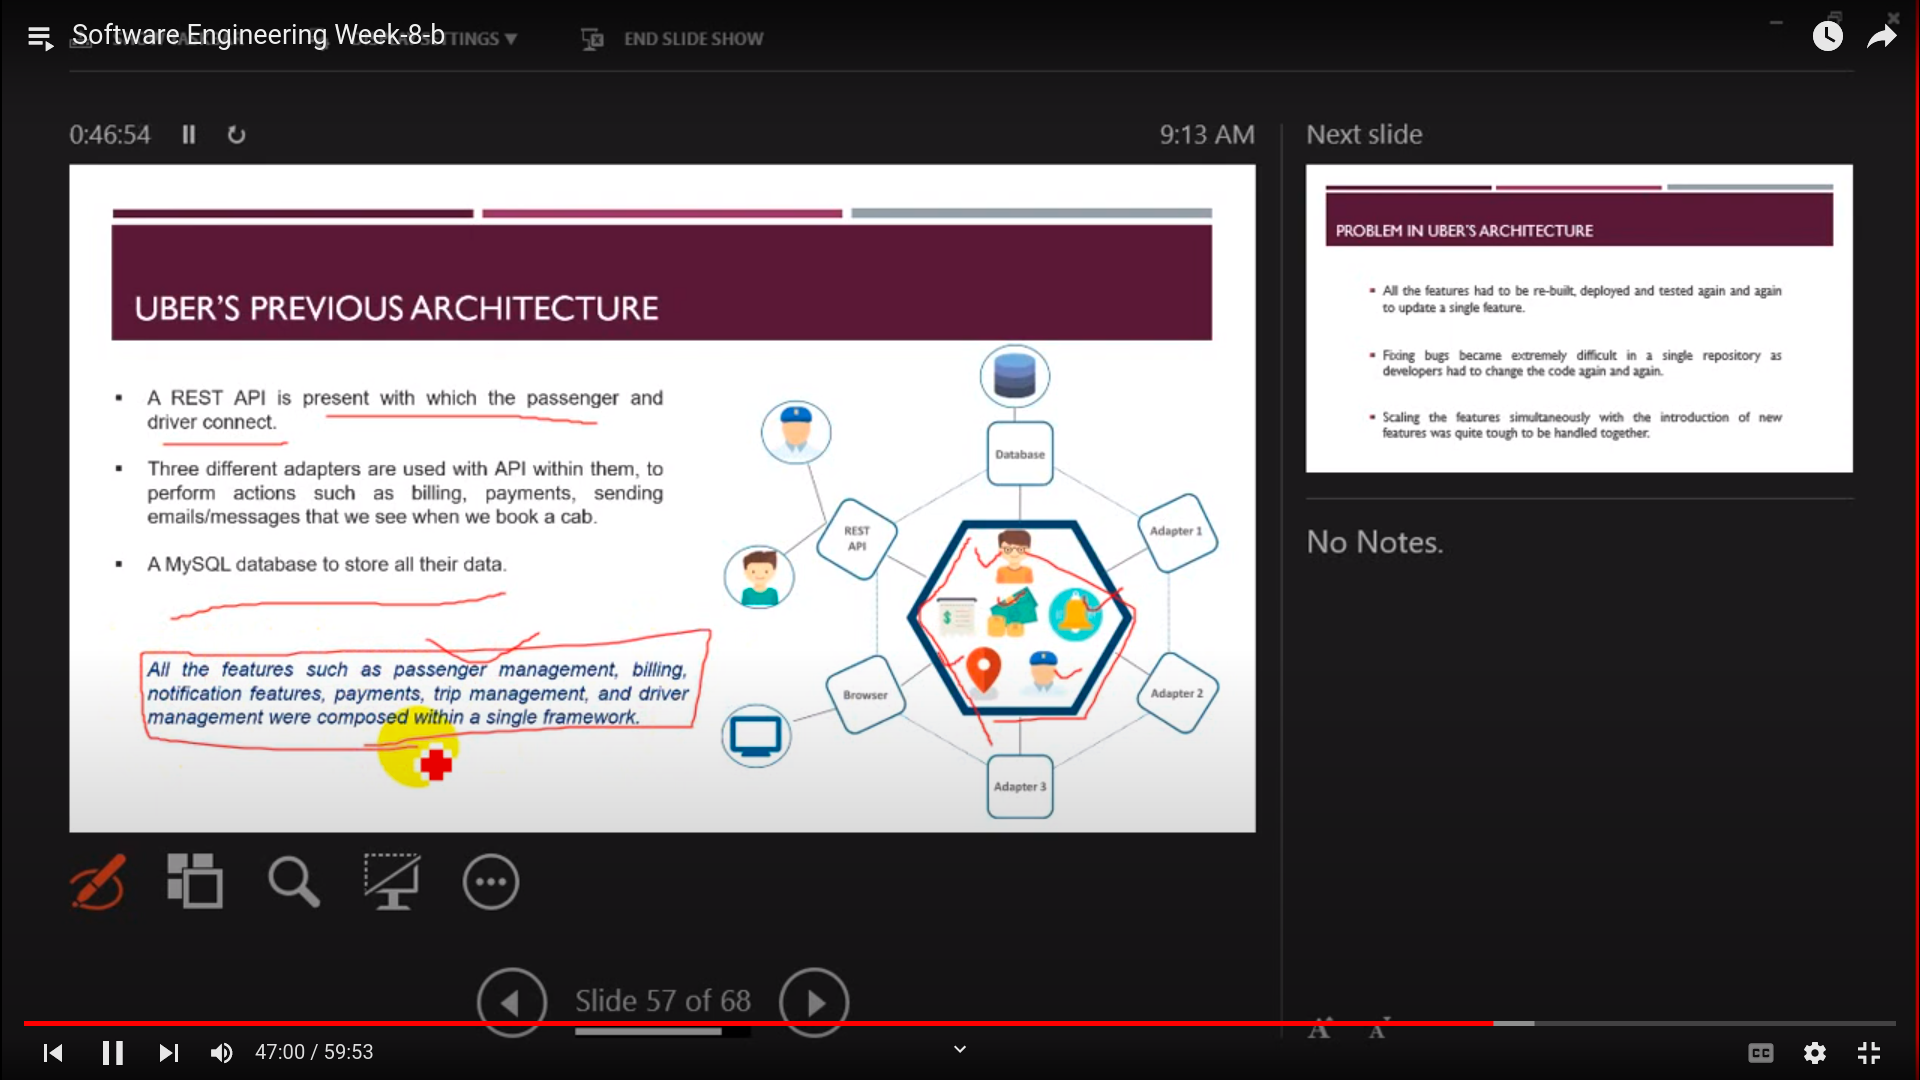 Software Engineering Week-8-b
SETTINGS
END SLIDE SHOW
0:46:54
9:13 AM
Next slide
UBER'S PREVIOUS ARCHITECTURE
▪ A REST API is present with which the passenger and
driver connect.
▪ Three different adapters are used with API within them, to
perform actions such as billing, payments, sending
emails/messages that we see when we book a cab.
▪ A MySQL database to store all their data.
All the features such as passenger management, billing,
notification features, payments, trip management, and driver
management were composed within a single framework.
Database
REST
API
Adapter 1
$
Browser
Adapter 2
Adapter 3
PROBLEM IN UBER'S ARCHITECTURE
▪ All the features had to be re-built, deployed and tested again and again
to update a single feature.
▪ Fixing bugs became extremely difficult in a single repository as
developers had to change the code again and again.
▪ Scaling the features simultaneously with the introduction of new
features was quite tough to be handled together.
No Notes.
Slide 57 of 68
A A
47:00 / 59:53
CC